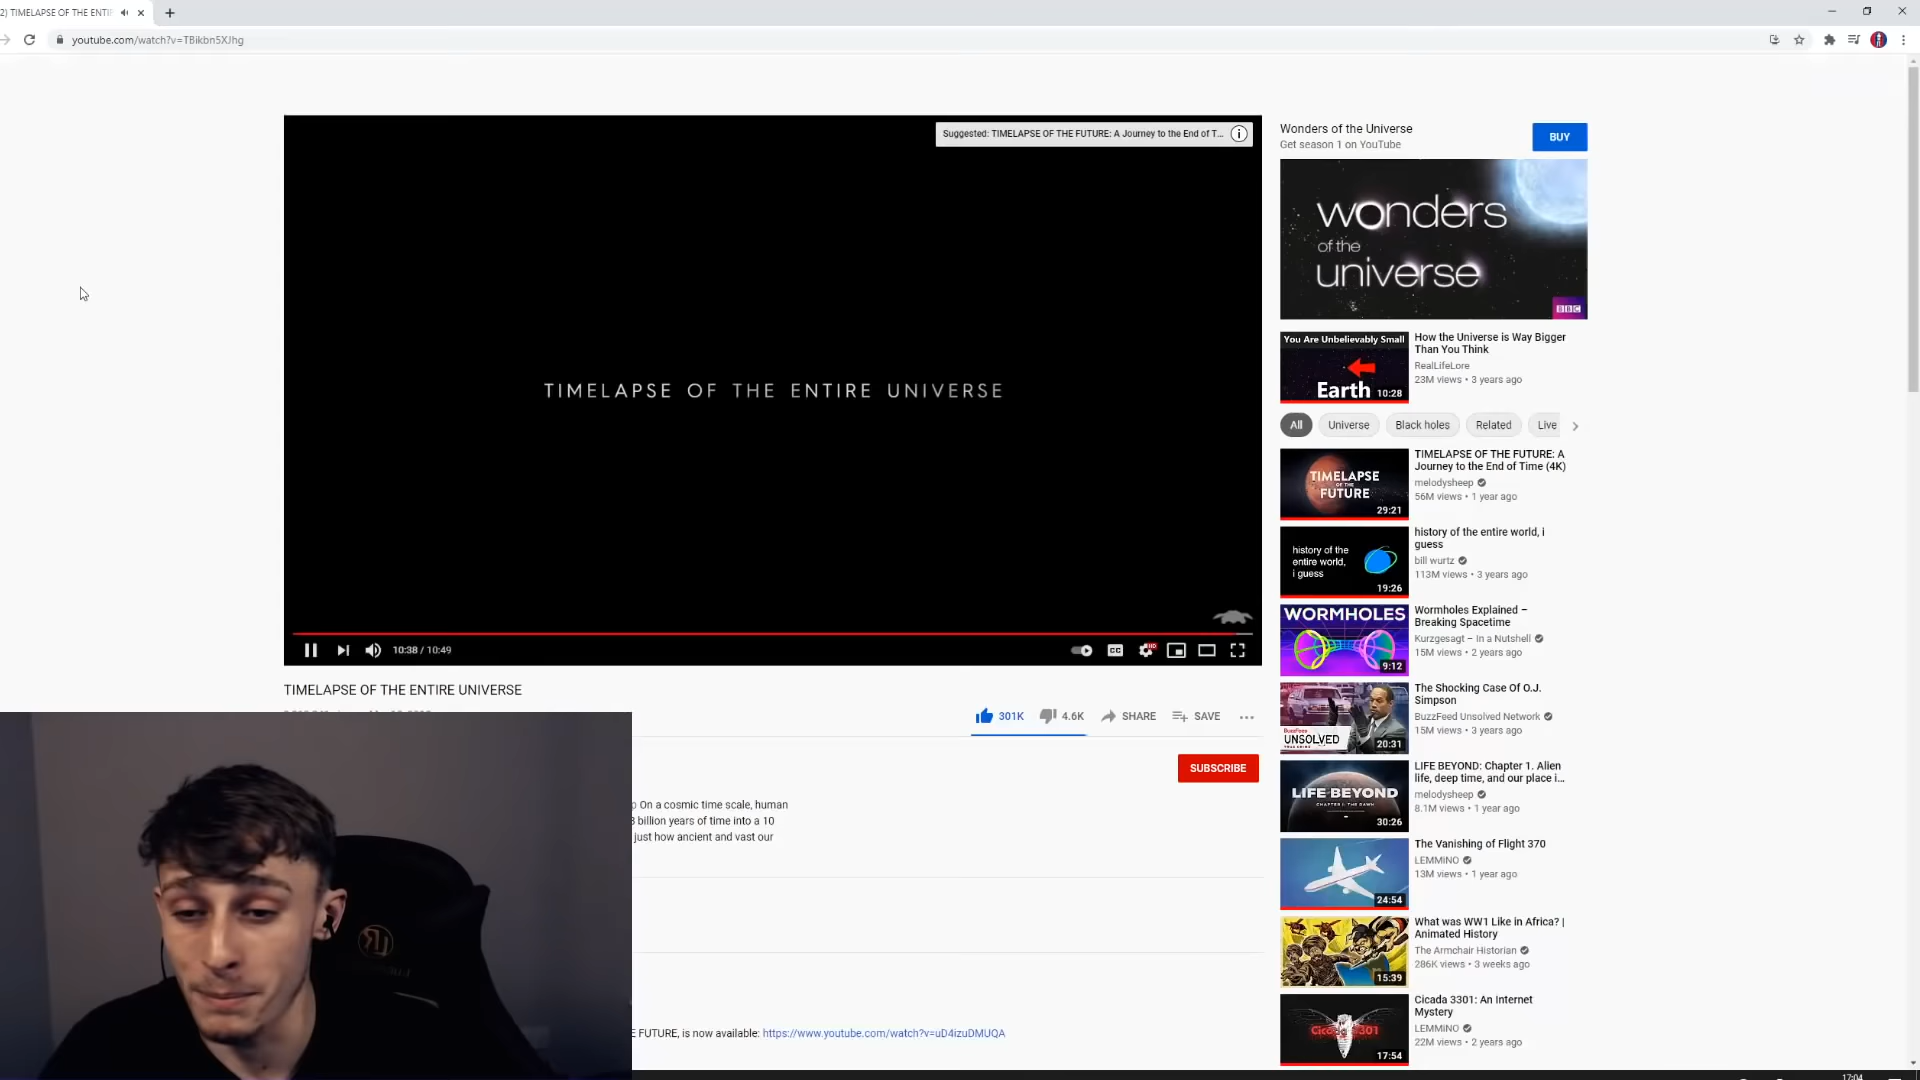 2) TIMELAPSE OF THE ENTI
youtube.com/watch?v=TBikbn5XJhg
Suggested: TIMELAPSE OF THE FUTURE: A Journey to the End of T...
TIMELAPSE OF THE ENTIRE UNIVERSE
10:38 / 10:49
CC
HD
TIMELAPSE OF THE ENTIRE UNIVERSE
301K
4.6K
SHARE
SAVE
SUBSCRIBE
On a cosmic time scale, human
billion years of time into a 10
just how ancient and vast our
E FUTURE, is now available: https://www.youtube.com/watch?v=uD4izuDMUQA
Wonders of the Universe
Get season 1 on YouTube
BUY
wonders
of the
universe
BBC
You Are Unbelievably Small
Earth
10:28
How the Universe is Way Bigger
Than You Think
RealLifeLore
23M views • 3 years ago
All
Universe
Black holes
Related
Live
TIMELAPSE
OF THE
FUTURE
29:21
TIMELAPSE OF THE FUTURE: A
Journey to the End of Time (4K)
melodysheep
56M views • 1 year ago
history of the
entire world,
i guess
19:26
history of the entire world, i
guess
bill wurtz
113M views • 3 years ago
WORMHOLES
9:12
Wormholes Explained –
Breaking Spacetime
Kurzgesagt – In a Nutshell
15M views • 2 years ago
UNSOLVED
20:31
The Shocking Case Of O.J.
Simpson
BuzzFeed Unsolved Network
15M views • 3 years ago
LIFE BEYOND
30:26
LIFE BEYOND: Chapter 1. Alien
life, deep time, and our place i...
melodysheep
8.1M views • 1 year ago
24:54
The Vanishing of Flight 370
LEMMiNO
13M views • 1 year ago
15:39
What was WW1 Like in Africa? |
Animated History
The Armchair Historian
286K views • 3 weeks ago
Cicada 3301
17:54
Cicada 3301: An Internet
Mystery
LEMMiNO
22M views • 2 years ago
17:04